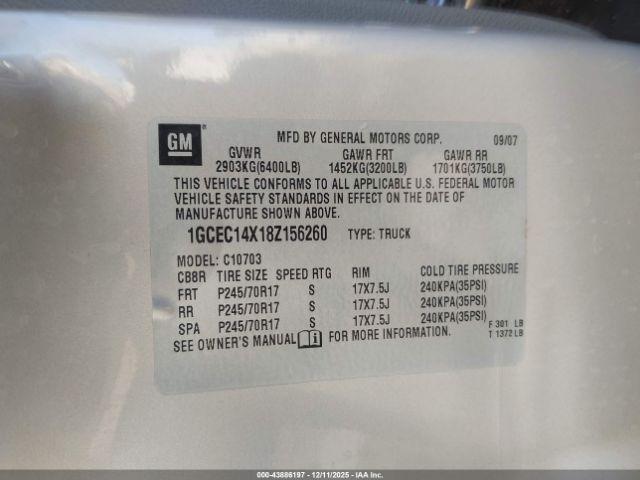 GM
MFD BY GENERAL MOTORS CORP. 09/07
GVWR GAWR FRT GAWR RR
2903KG(6400LB) 1452KG(3200LB) 1701KG(3750LB)
THIS VEHICLE CONFORMS TO ALL APPLICABLE U.S. FEDERAL MOTOR
VEHICLE SAFETY STANDARDS IN EFFECT ON THE DATE OF
MANUFACTURE SHOWN ABOVE.
1GCEC14X18Z156260 TYPE: TRUCK
MODEL: C10703
CB8R TIRE SIZE SPEED RTG RIM COLD TIRE PRESSURE
FRT P245/70R17 S 17X7.5J 240KPA(35PSI)
RR P245/70R17 S 17X7.5J 240KPA(35PSI)
SPA P245/70R17 S 17X7.5J 240KPA(35PSI)
SEE OWNER'S MANUAL FOR MORE INFORMATION.
F 301 LB
T 1372 LB
000-43886197 - 12/11/2025 - IAA Inc.